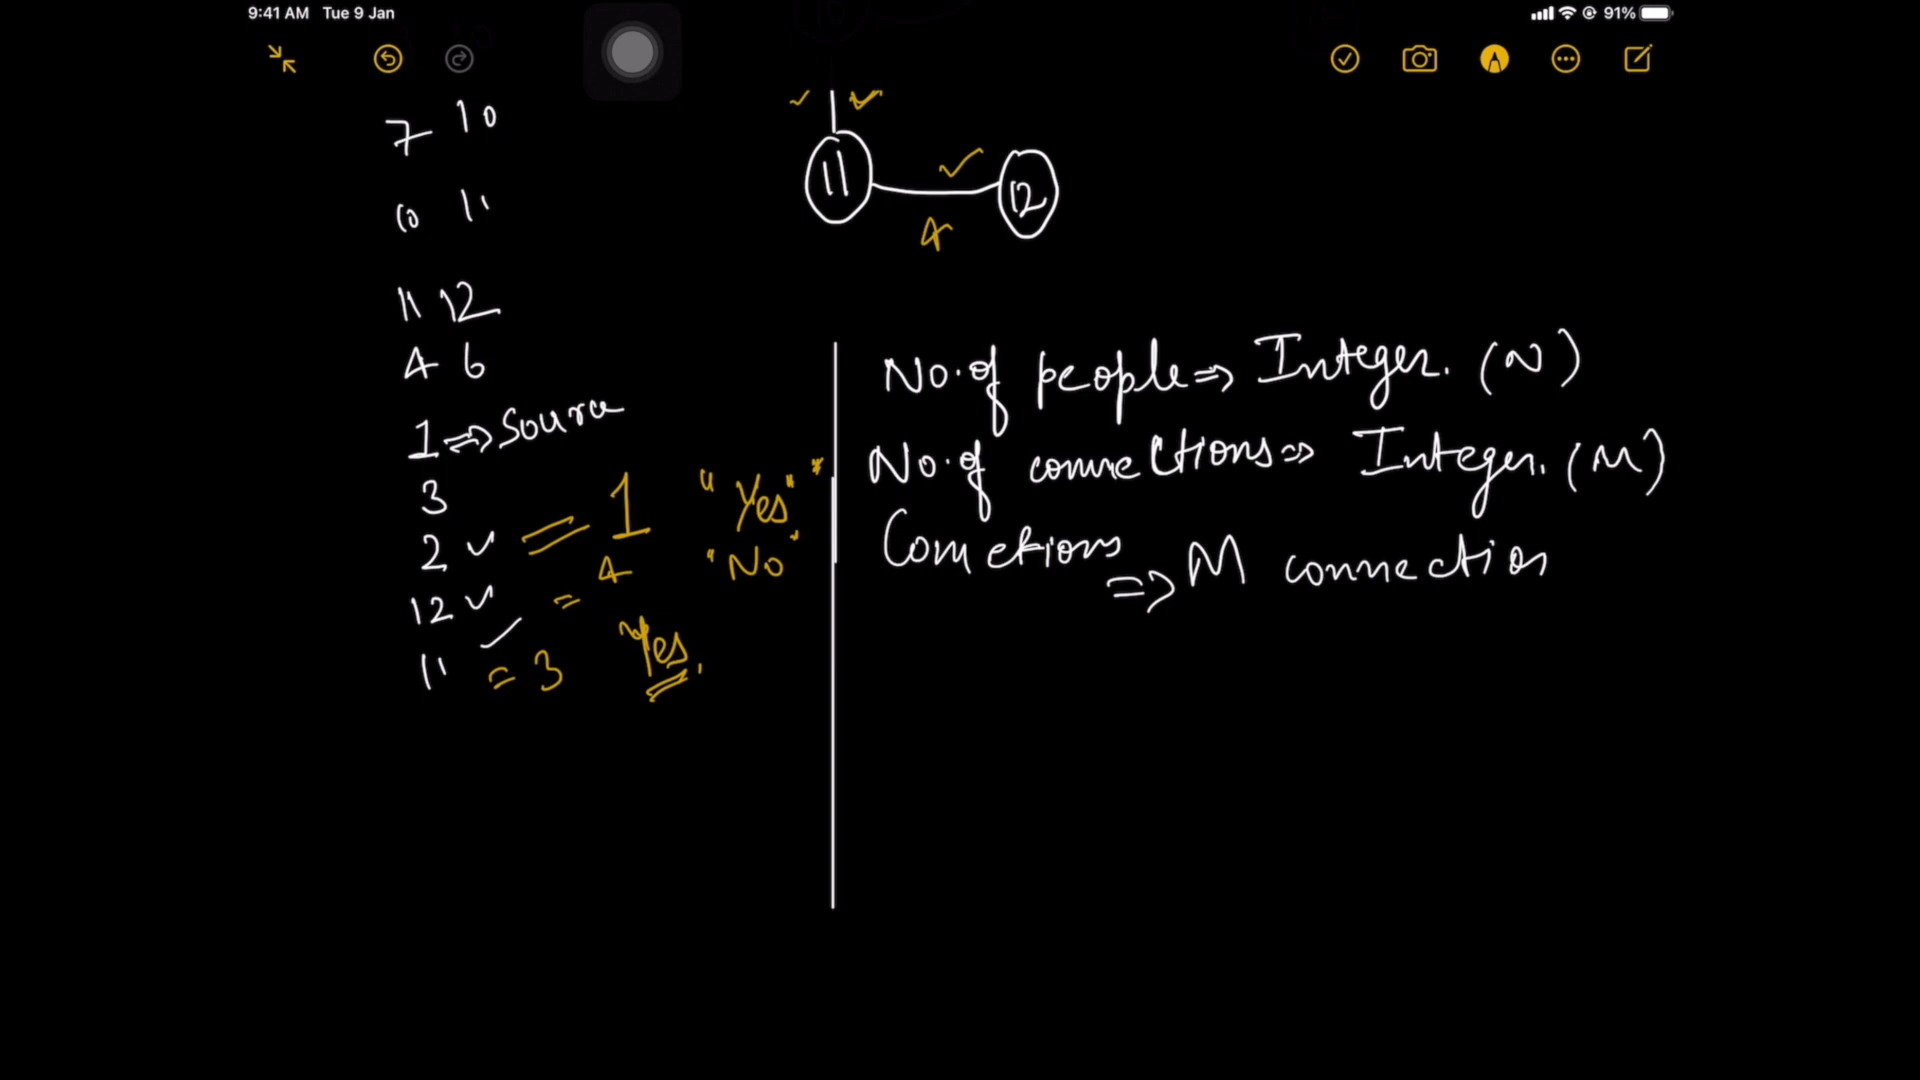 9:41 AM Tue 9 Jan
91%
7 10
10 11
11 12
4 6
1 => Source
3
2 = 1 "Yes"
12 = 4 "No"
11 = 3 Yes
11
12
4
No. of people => Integer. (N)
No. of connections => Integer. (M)
Connections
=> M connection